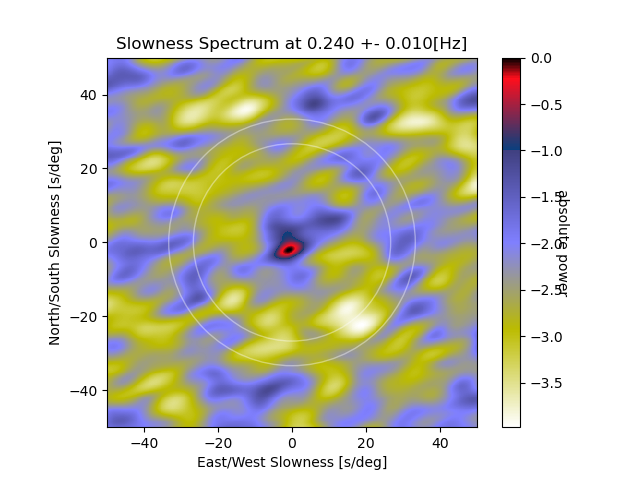 Slowness Spectrum at 0.240 +- 0.010[Hz]
North/South Slowness [s/deg]
40
20
0
−20
−40
−40 −20 0 20 40
East/West Slowness [s/deg]
0.0
−0.5
−1.0
−1.5
−2.0
−2.5
−3.0
−3.5
absolute power